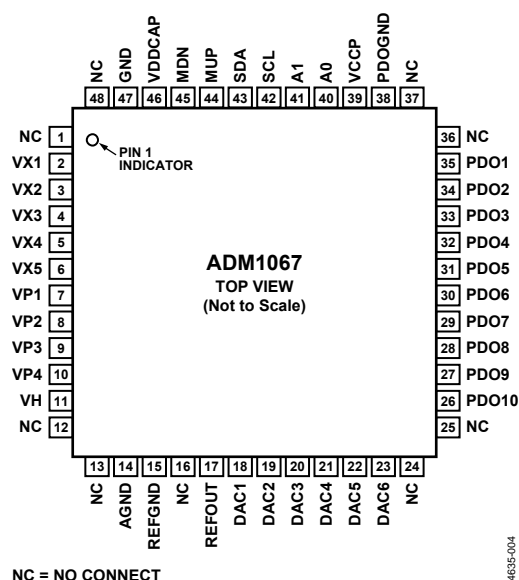 NC GND VDDCAP MDN MUP SDA SCL A1 A0 VCCP PDOGND NC
48 47 46 45 44 43 42 41 40 39 38 37
NC 1
VX1 2
VX2 3
VX3 4
VX4 5
VX5 6
VP1 7
VP2 8
VP3 9
VP4 10
VH 11
NC 12
PIN 1
INDICATOR
ADM1067
TOP VIEW
(Not to Scale)
36 NC
35 PDO1
34 PDO2
33 PDO3
32 PDO4
31 PDO5
30 PDO6
29 PDO7
28 PDO8
27 PDO9
26 PDO10
25 NC
13 14 15 16 17 18 19 20 21 22 23 24
NC AGND REFGND NC REFOUT DAC1 DAC2 DAC3 DAC4 DAC5 DAC6 NC
NC = NO CONNECT
4635-004